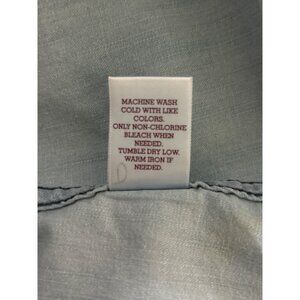 MACHINE WASH
COLD WITH LIKE
COLORS.
ONLY NON-CHLORINE
BLEACH WHEN
NEEDED.
TUMBLE DRY LOW.
WARM IRON IF
NEEDED.